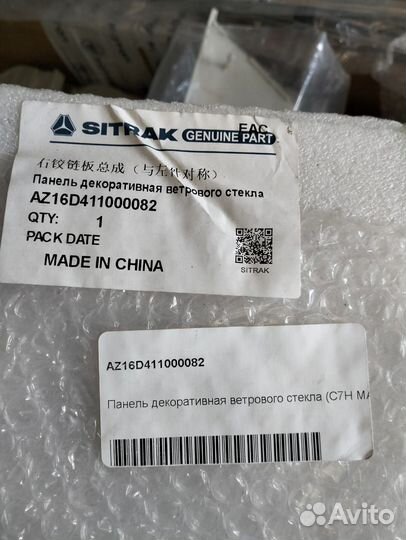 SITRAK
EAC
GENUINE PART
右铰链板总成（与左件对称）
Панель декоративная ветрового стекла
AZ16D411000082
QTY: 1
PACK DATE
MADE IN CHINA
SITRAK
AZ16D411000082
Панель декоративная ветрового стекла (C7H MA
Avito